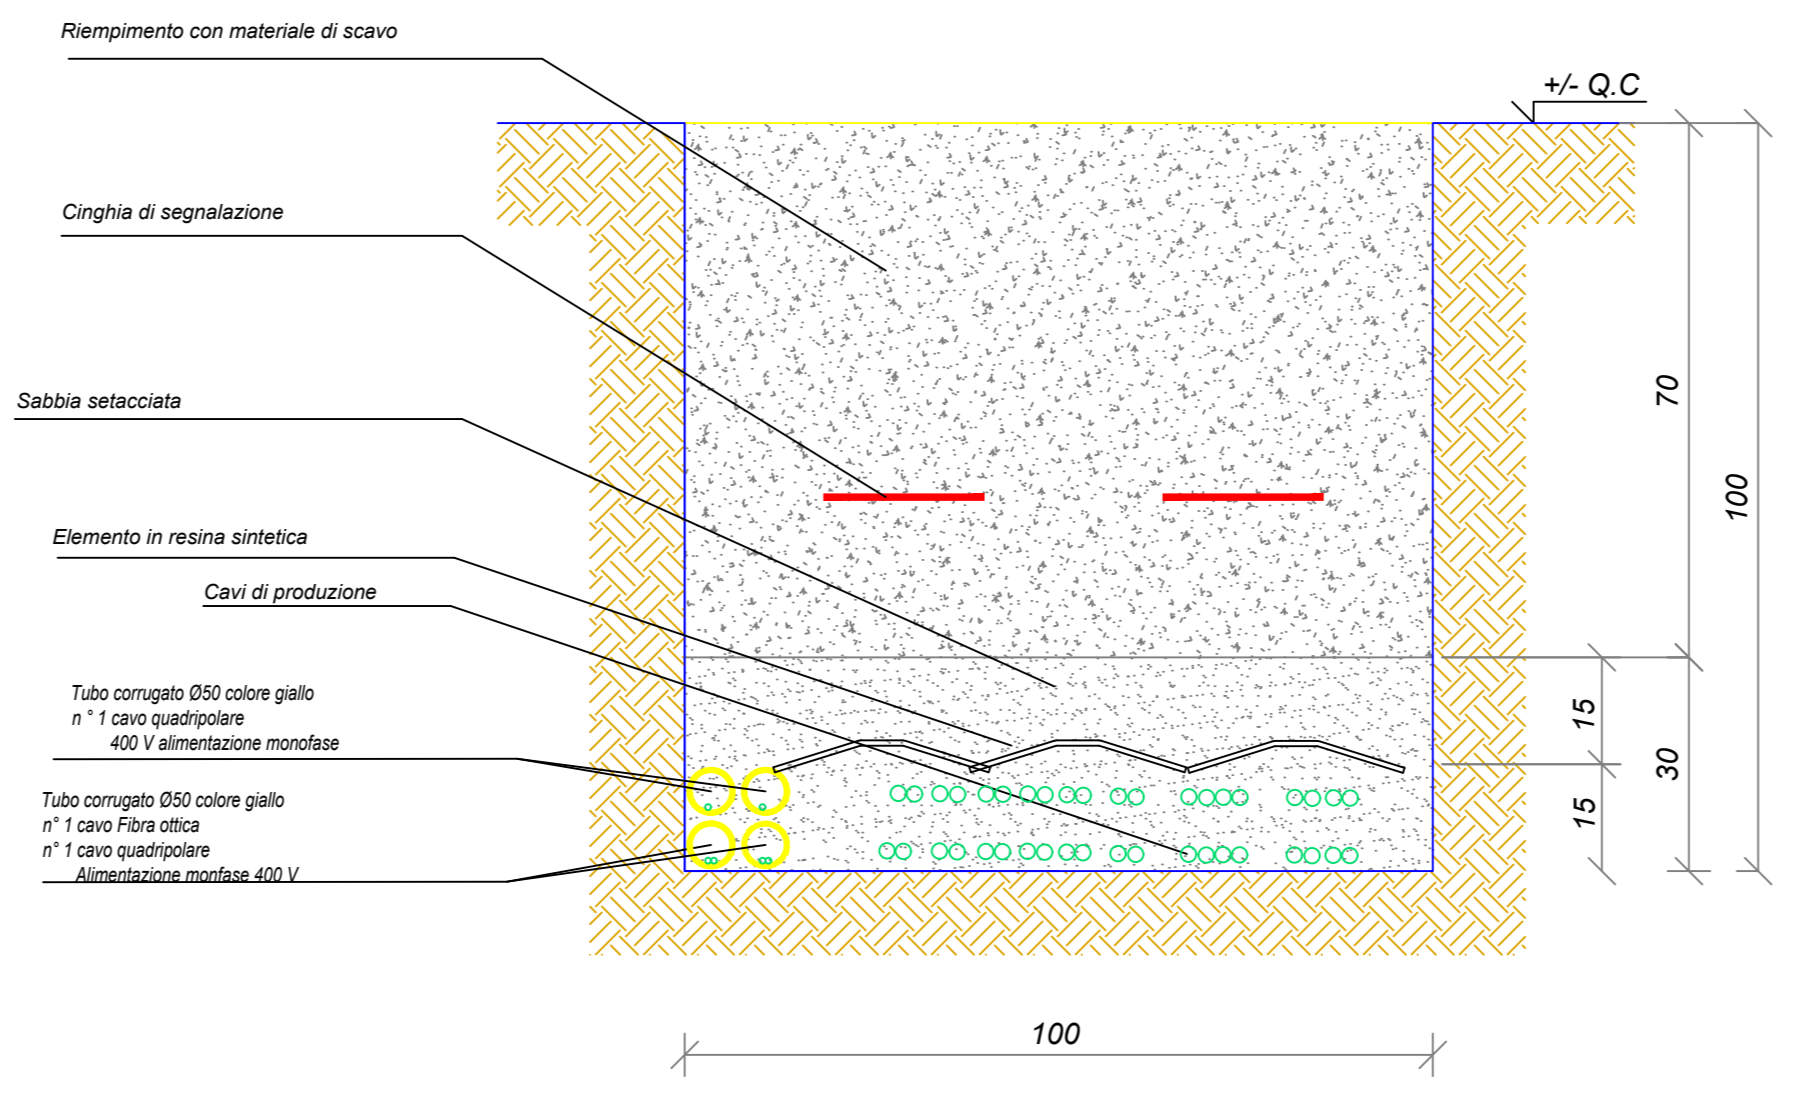 Riempimento con materiale di scavo
+/- Q.C
Cinghia di segnalazione
Sabbia setacciata
Elemento in resina sintetica
Cavi di produzione
Tubo corrugato Ø50 colore giallo
n ° 1 cavo quadripolare
400 V alimentazione monofase
Tubo corrugato Ø50 colore giallo
n° 1 cavo Fibra ottica
n° 1 cavo quadripolare
Alimentazione monfase 400 V
70
100
15
30
15
100